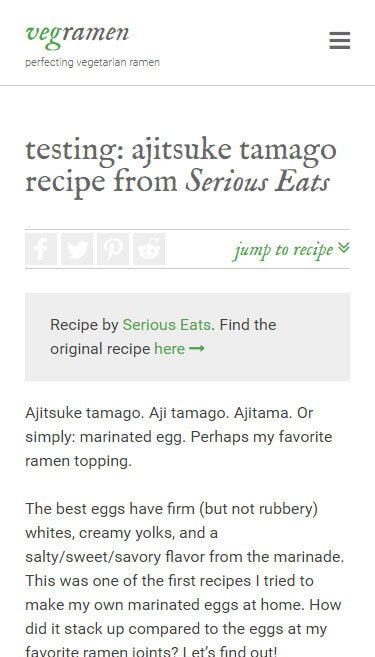 vegramen
perfecting vegetarian ramen
testing: ajitsuke tamago
recipe from Serious Eats
jump to recipe
Recipe by Serious Eats. Find the
original recipe here
Ajitsuke tamago. Aji tamago. Ajitama. Or
simply: marinated egg. Perhaps my favorite
ramen topping.
The best eggs have firm (but not rubbery)
whites, creamy yolks, and a
salty/sweet/savory flavor from the marinade.
This was one of the first recipes I tried to
make my own marinated eggs at home. How
did it stack up compared to the eggs at my
favorite ramen joints? Let’s find out!